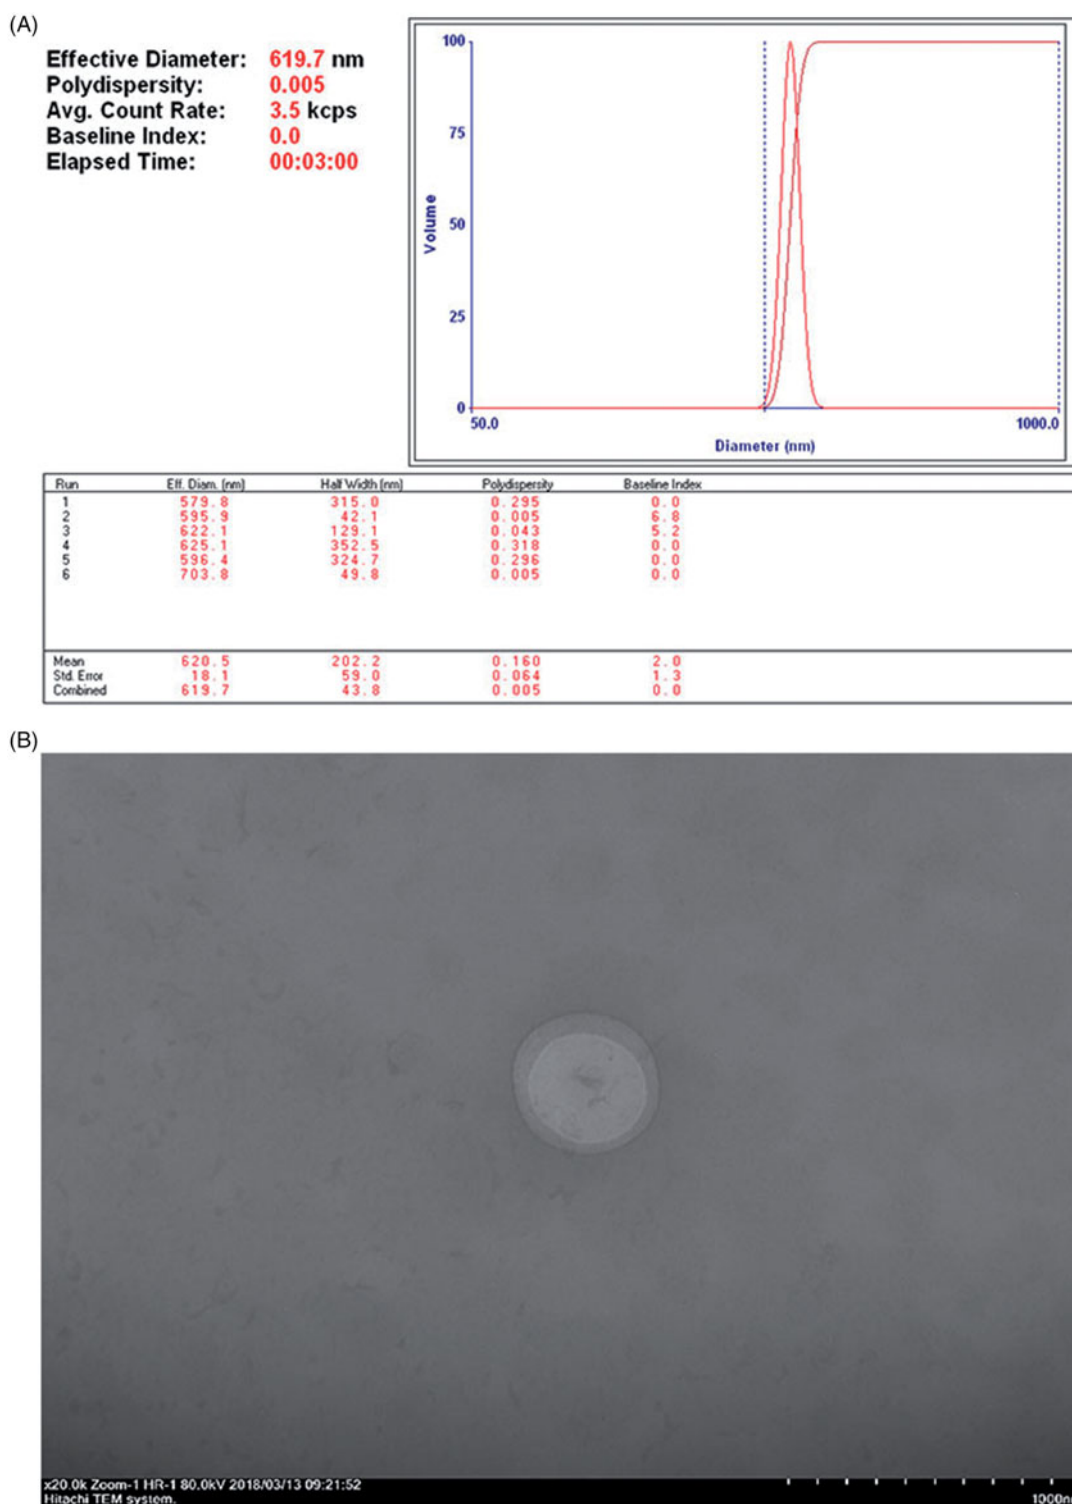 (A)
Effective Diameter: 619.7 nm
Polydispersity: 0.005
Avg. Count Rate: 3.5 kcps
Baseline Index: 0.0
Elapsed Time: 00:03:00
100
75
50
25
0
Volume
50.0 1000.0
Diameter (nm)
Run Eff. Diam. (nm) Half Width (nm) Polydispersity Baseline Index
1 579.8 315.0 0.295 0.0
2 595.9 42.1 0.005 6.8
3 622.1 129.1 0.043 5.2
4 625.1 352.5 0.318 0.0
5 596.4 324.7 0.296 0.0
6 703.8 49.8 0.005 0.0
Mean 620.5 202.2 0.160 2.0
Std. Error 18.1 59.0 0.064 1.3
Combined 619.7 43.8 0.005 0.0
(B)
x20.0k Zoom-1 HR-1 80.0kV 2018/03/13 09:21:52
Hitachi TEM system. 1000n